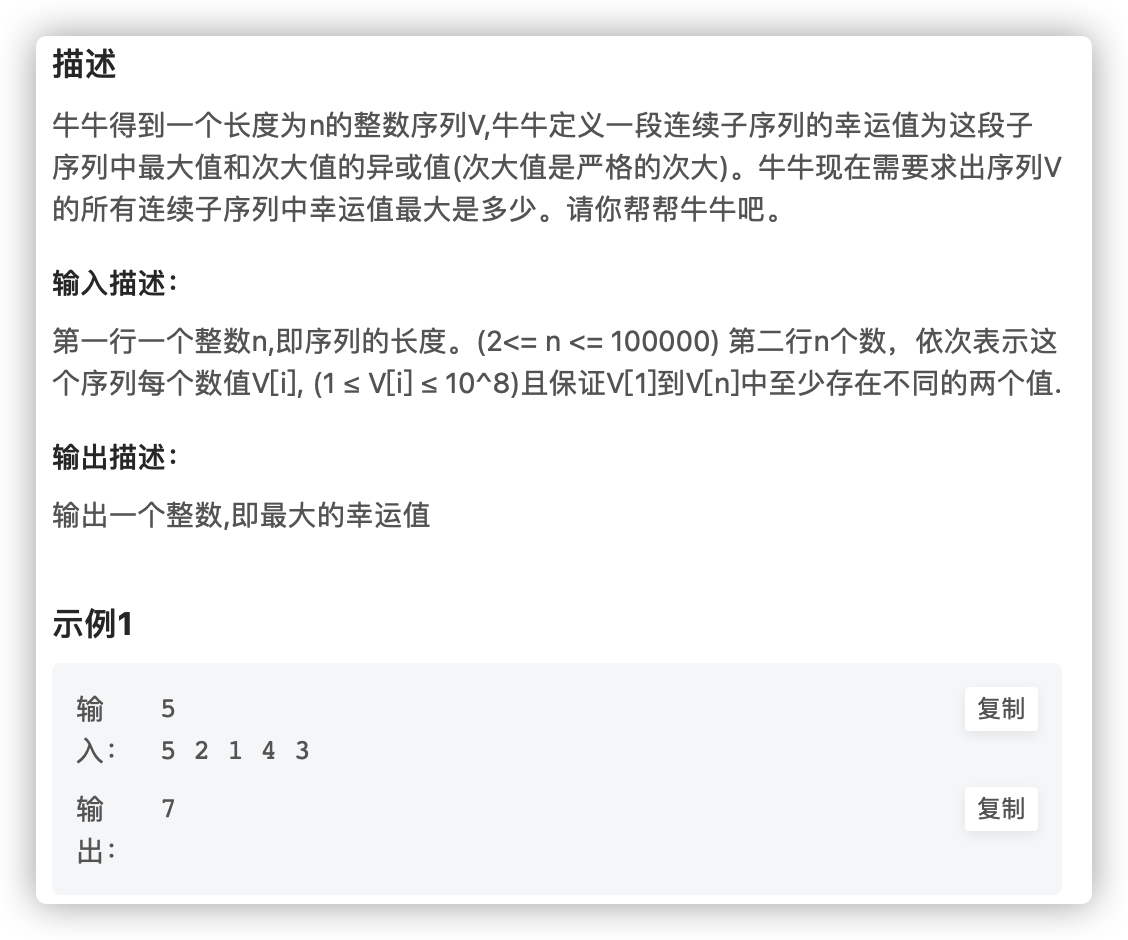 描述
牛牛得到一个长度为n的整数序列V,牛牛定义一段连续子序列的幸运值为这段子
序列中最大值和次大值的异或值(次大值是严格的次大)。牛牛现在需要求出序列V
的所有连续子序列中幸运值最大是多少。请你帮帮牛牛吧。
输入描述：
第一行一个整数n,即序列的长度。(2<= n <= 100000) 第二行n个数，依次表示这
个序列每个数值V[i], (1 ≤ V[i] ≤ 10^8)且保证V[1]到V[n]中至少存在不同的两个值.
输出描述：
输出一个整数,即最大的幸运值
示例1
输 5 复制
入： 5 2 1 4 3
输 7 复制
出：